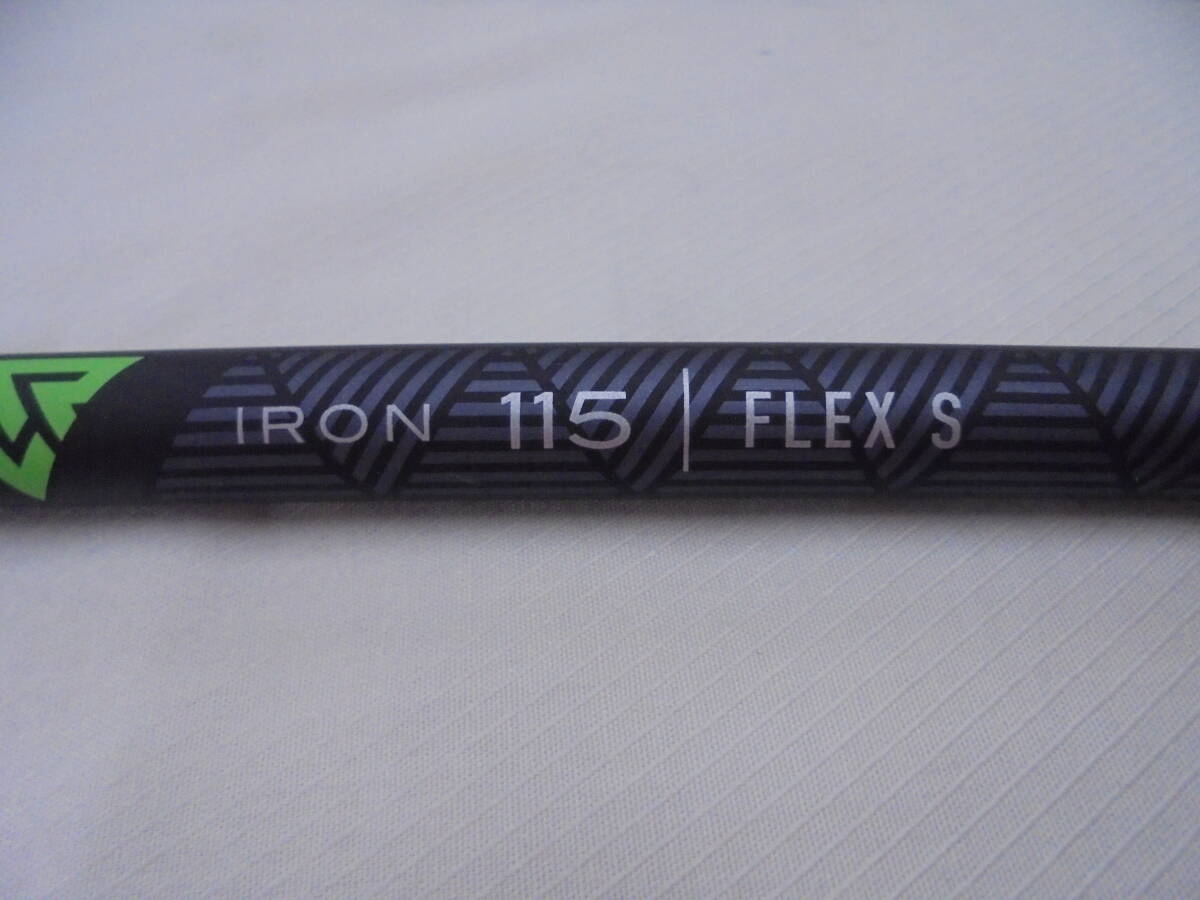 IRON 115 | FLEX S